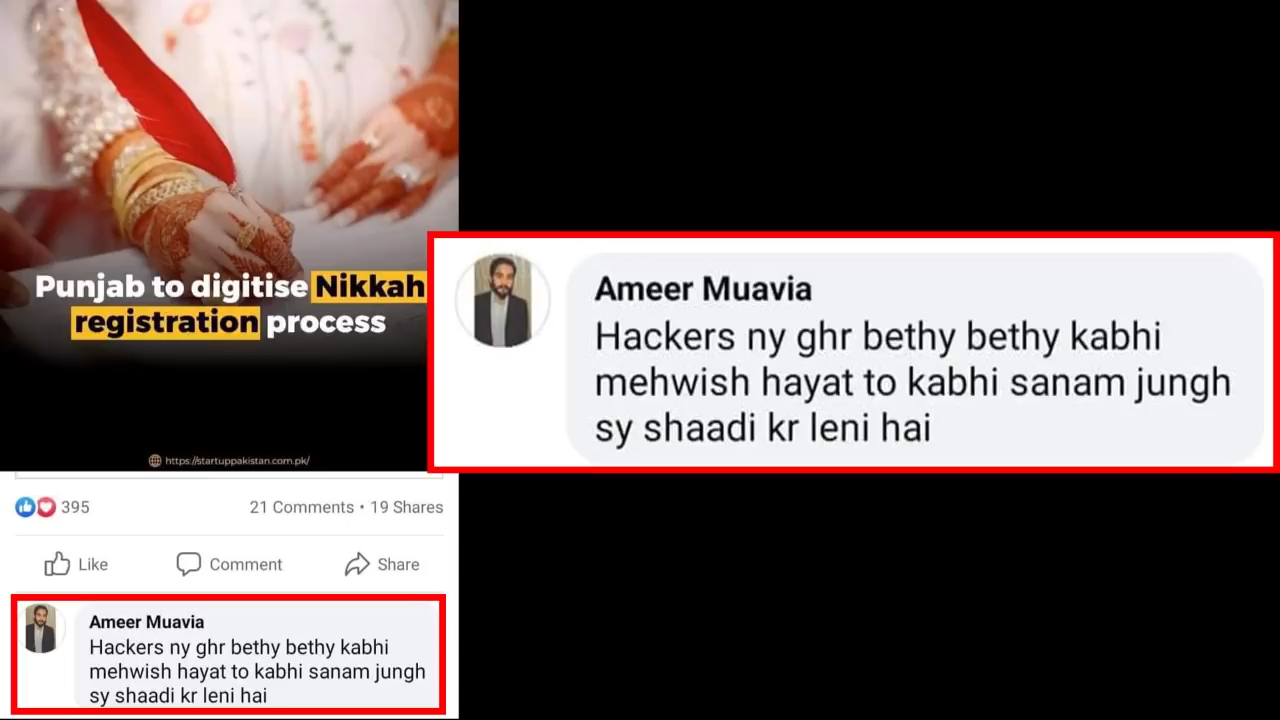 Punjab to digitise Nikkah
registration process
https://startuppakistan.com.pk/
395
21 Comments • 19 Shares
Like
Comment
Share
Ameer Muavia
Hackers ny ghr bethy bethy kabhi
mehwish hayat to kabhi sanam jungh
sy shaadi kr leni hai
Ameer Muavia
Hackers ny ghr bethy bethy kabhi
mehwish hayat to kabhi sanam jungh
sy shaadi kr leni hai